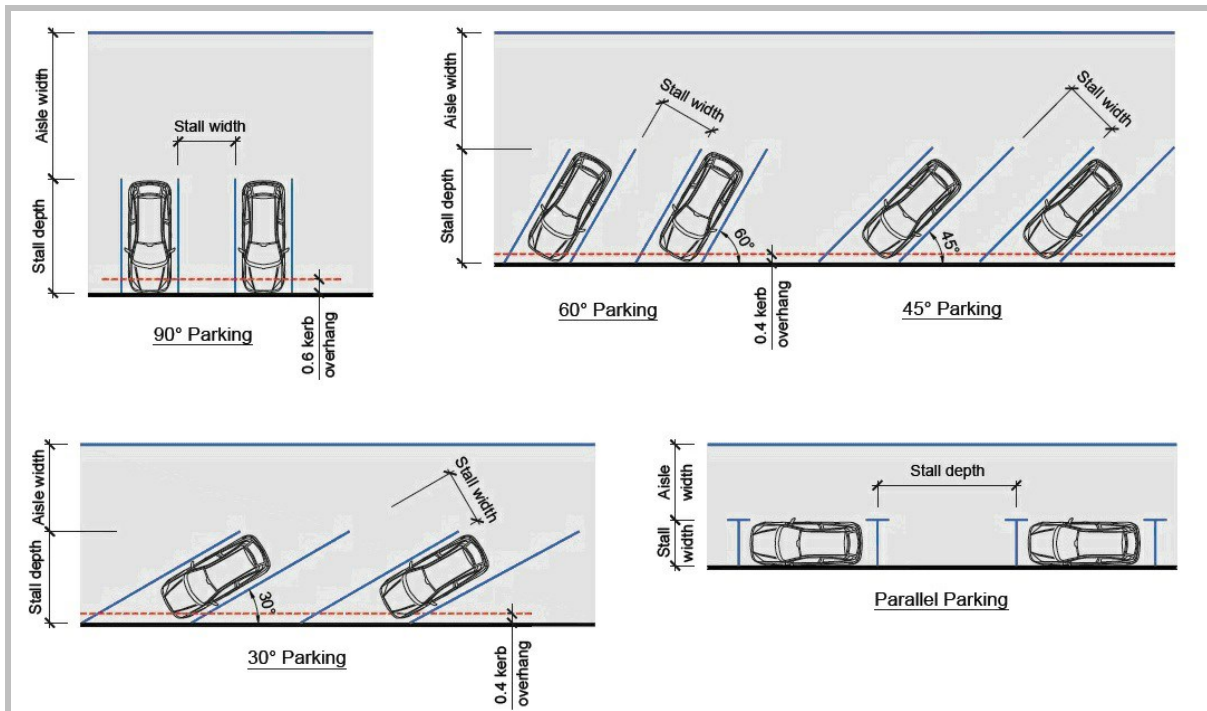 Aisle width
Stall depth
Stall width
0.6 kerb
overhang
90° Parking
Aisle width
Stall depth
Stall width
60°
0.4 kerb
overhang
60° Parking
Stall width
45°
45° Parking
Aisle width
Stall depth
Stall width
30°
0.4 kerb
overhang
30° Parking
Aisle
width
Stall
width
Stall depth
Parallel Parking